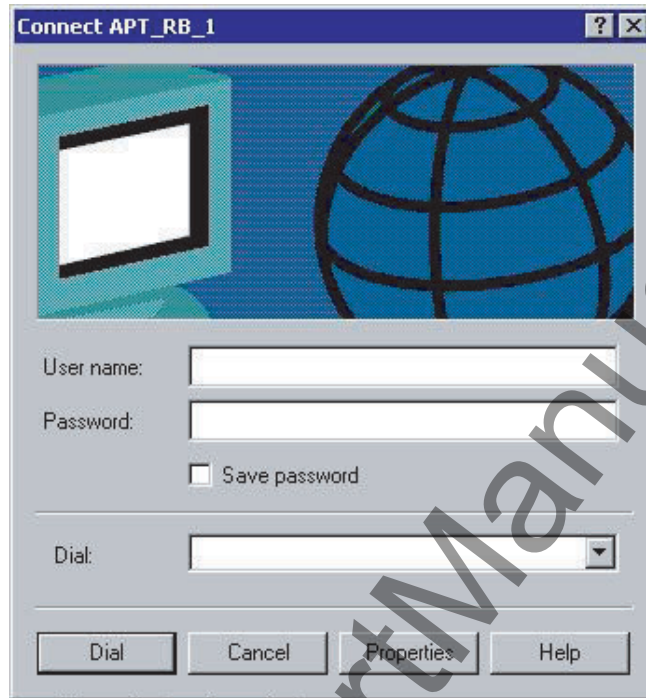 Connect APT_RB_1
User name:
Password:
Save password
Dial:
Dial Cancel Properties Help